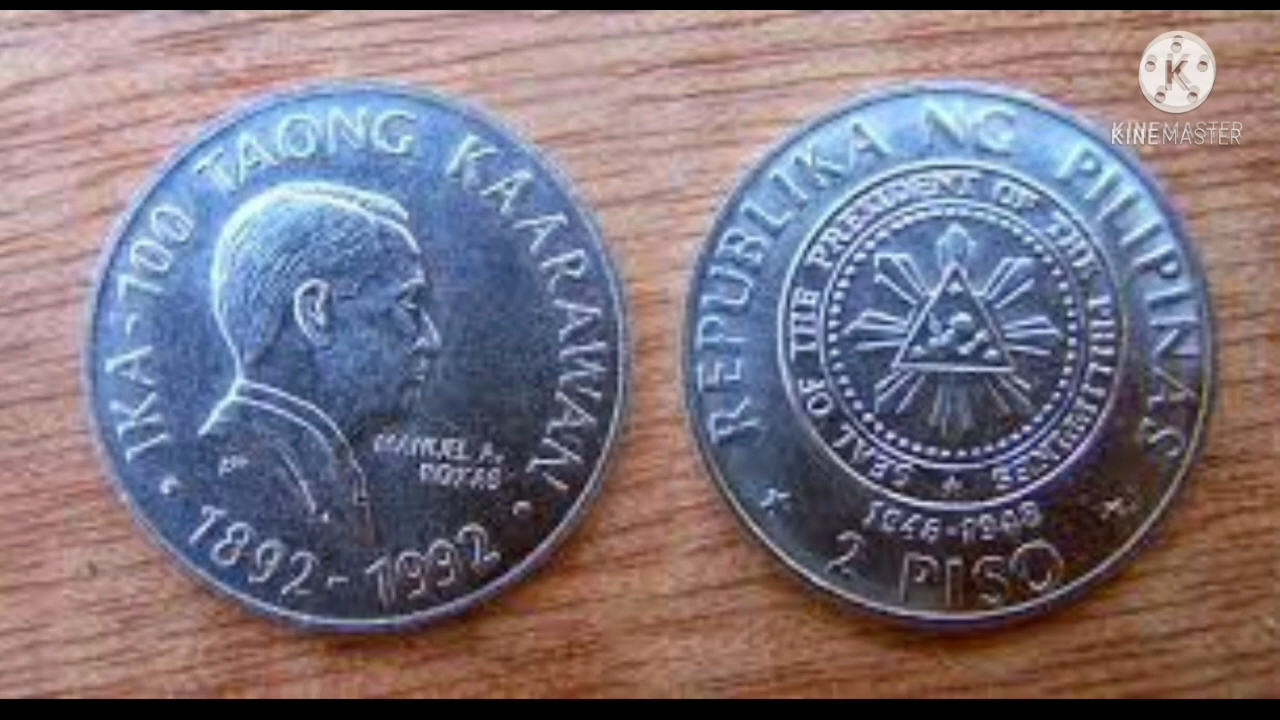 IKA-100 TAONG KAARAWAN
MANUEL A.
ROXAS
1892-1992
REPUBLIKA NG PILIPINAS
SEAL OF THE PRESIDENT OF THE PHILIPPINES
1946-1948
2 PISO
K
KINEMASTER